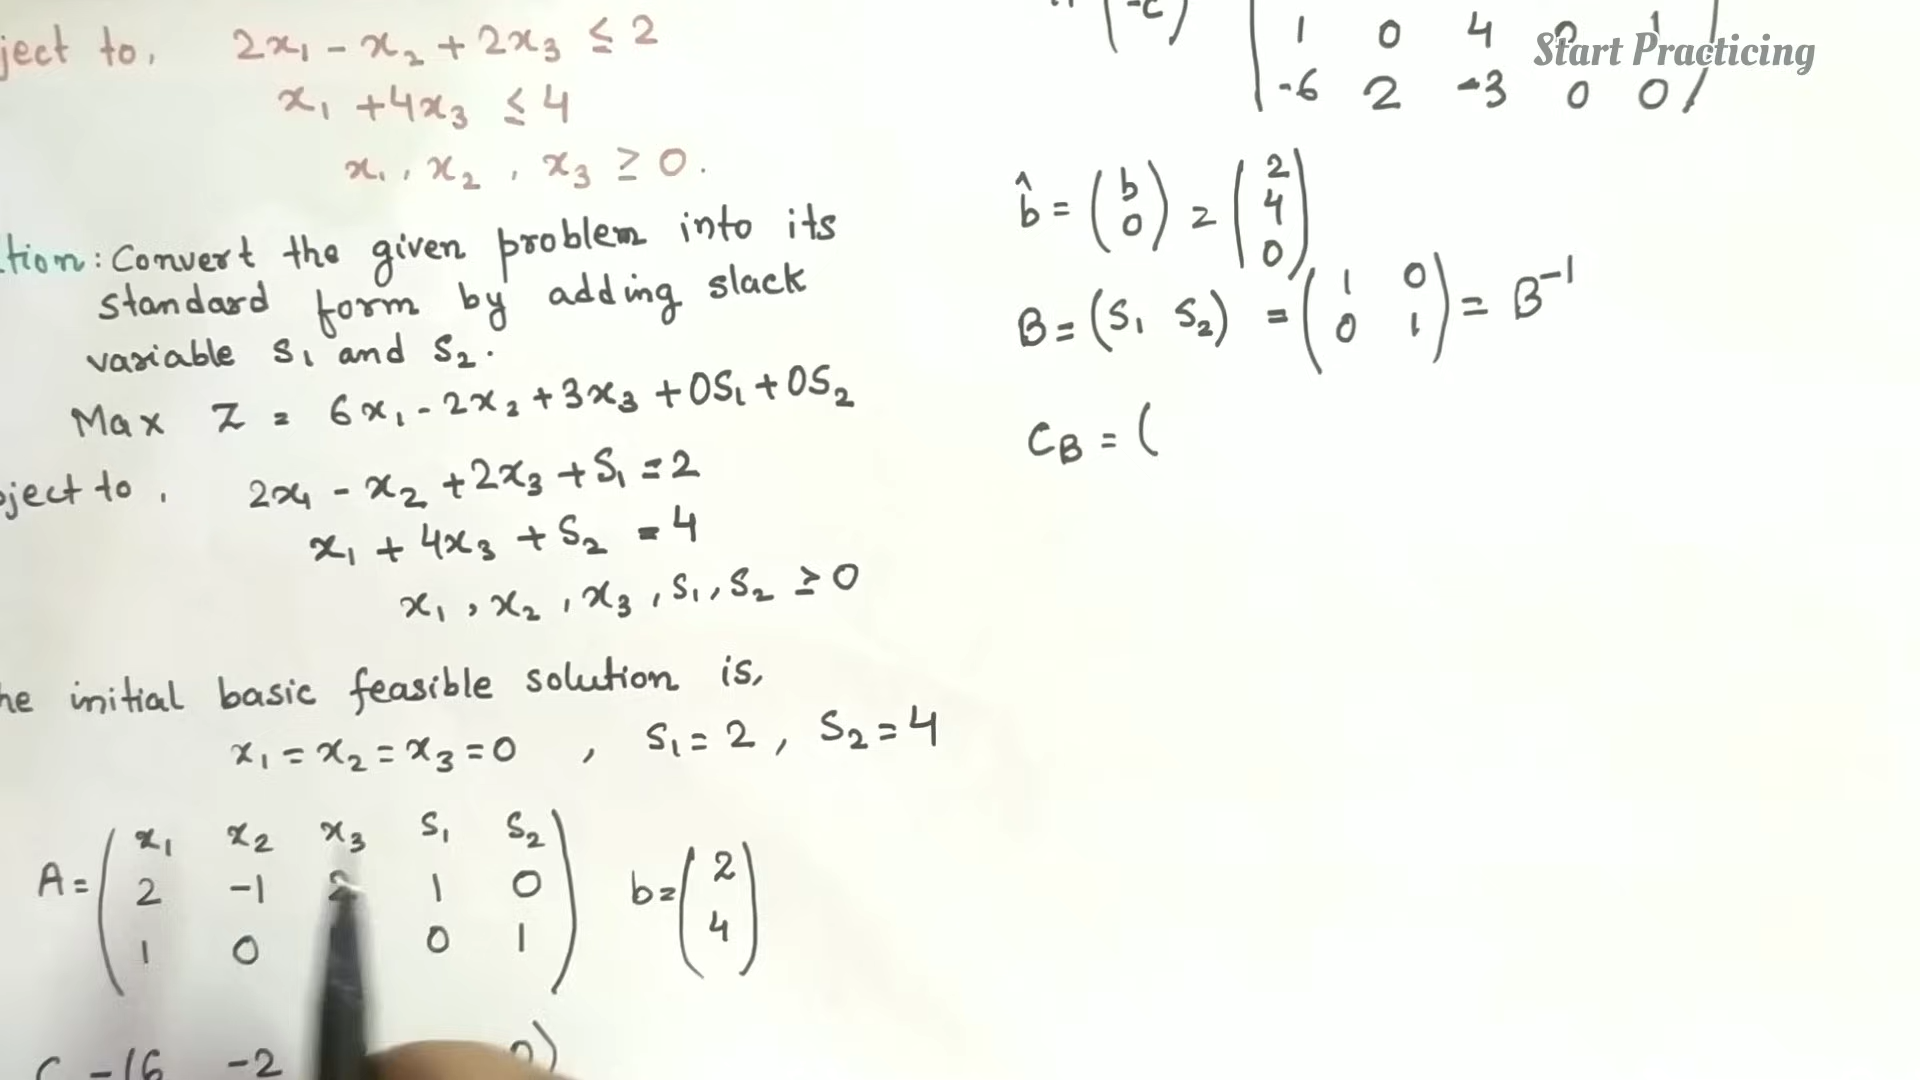 ject to, 2x₁ - x₂ + 2x₃ ≤ 2
x₁ + 4x₃ ≤ 4
x₁, x₂, x₃ ≥ 0.
tion: Convert the given problem into its
standard form by adding slack
variable S₁ and S₂.
Max Z = 6x₁ - 2x₂ + 3x₃ + 0S₁ + 0S₂
ject to, 2x₁ - x₂ + 2x₃ + S₁ = 2
x₁ + 4x₃ + S₂ = 4
x₁, x₂, x₃, S₁, S₂ ≥ 0
he initial basic feasible solution is,
x₁ = x₂ = x₃ = 0 , S₁ = 2, S₂ = 4
A = ( x₁ x₂ x₃ S₁ S₂
2 -1 2 1 0
1 0 0 1 ) b = ( 2
4 )
C = (6 -2 0)
(-C) 1 0 4 0 1
-6 2 -3 0 0 )
Start Practicing
b̂ = ( b
0 ) = ( 2
4
0 )
B = (S₁ S₂) = ( 1 0
0 1 ) = B⁻¹
C_B = (